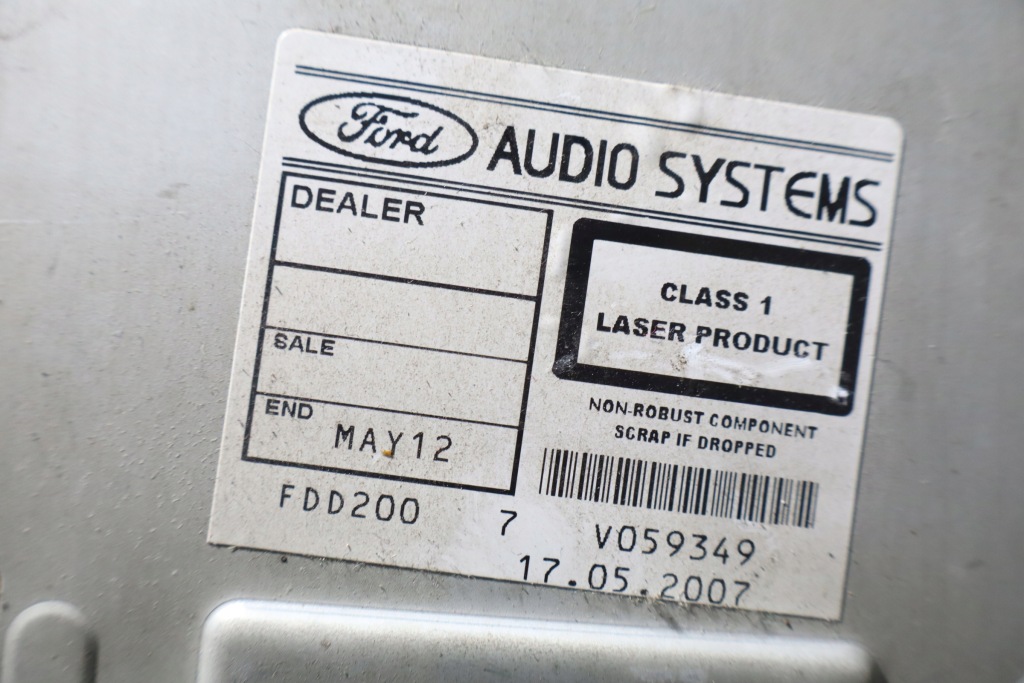 Ford AUDIO SYSTEMS
DEALER
SALE
END
MAY12
CLASS 1
LASER PRODUCT
NON-ROBUST COMPONENT
SCRAP IF DROPPED
FDD200 7 V059349
17.05.2007